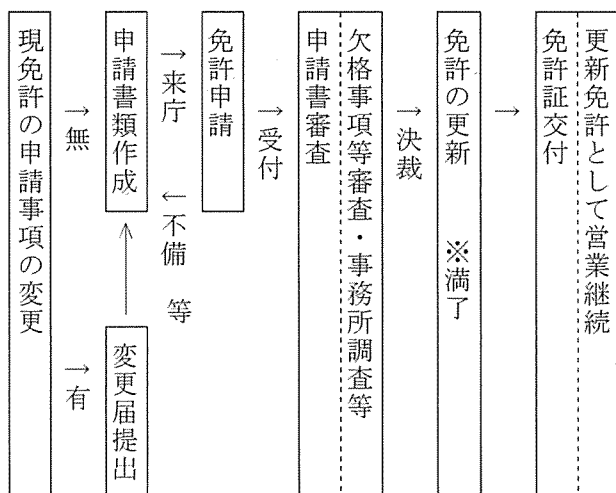 現免許の申請事項の変更
→無
→有
申請書類作成
変更届提出
→来庁
←不備 等
免許申請
→受付
申請書審査
欠格事項等審査・事務所調査等
→決裁
免許の更新 ※満了
→
免許証交付
更新免許として営業継続